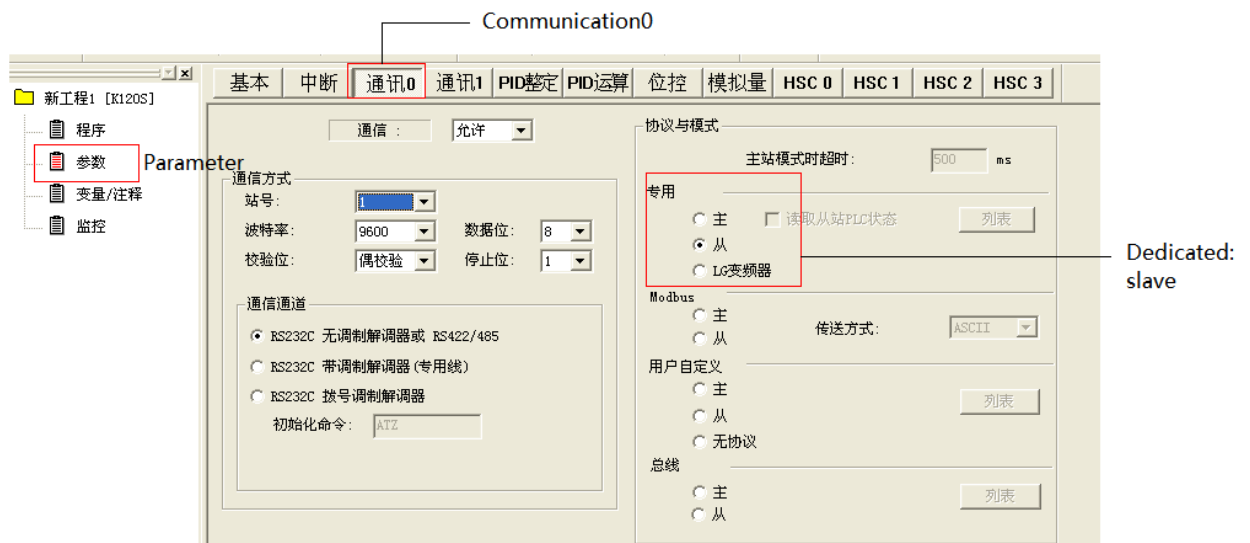 Communication0
基本 中断 通讯0 通讯1 PID整定 PID运算 位控 模拟量 HSC 0 HSC 1 HSC 2 HSC 3
新工程1 [K120S]
程序
参数
Parameter
变量/注释
监控
通信 : 允许
通信方式
站号: 1
波特率: 9600 数据位: 8
校验位: 偶校验 停止位: 1
通信通道
RS232C 无调制解调器或 RS422/485
RS232C 带调制解调器(专用线)
RS232C 拨号调制解调器
初始化命令: ATZ
协议与模式
主站模式时超时: 500 ms
专用
主 读取从站PLC状态 列表
从
LG变频器
Dedicated:
slave
Modbus
主
从
传送方式: ASCII
用户自定义
主
从
无协议
列表
总线
主
从
列表